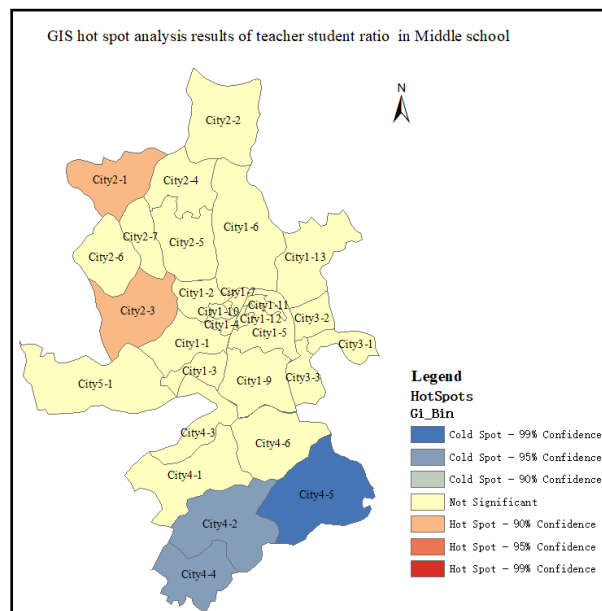 GIS hot spot analysis results of teacher student ratio in Middle school
N
City2-2
City2-1
City2-4
City1-6
City2-7
City2-5
City2-6
City1-13
City1-2
City1-7
City2-3
City1-10
City1-11
City1-4
City1-12
City3-2
City1-1
City1-5
City3-1
City5-1
City1-3
City1-9
City3-3
City4-3
City4-6
City4-1
City4-5
City4-2
City4-4
Legend
HotSpots
Gi_Bin
Cold Spot - 99% Confidence
Cold Spot - 95% Confidence
Cold Spot - 90% Confidence
Not Significant
Hot Spot - 90% Confidence
Hot Spot - 95% Confidence
Hot Spot - 99% Confidence